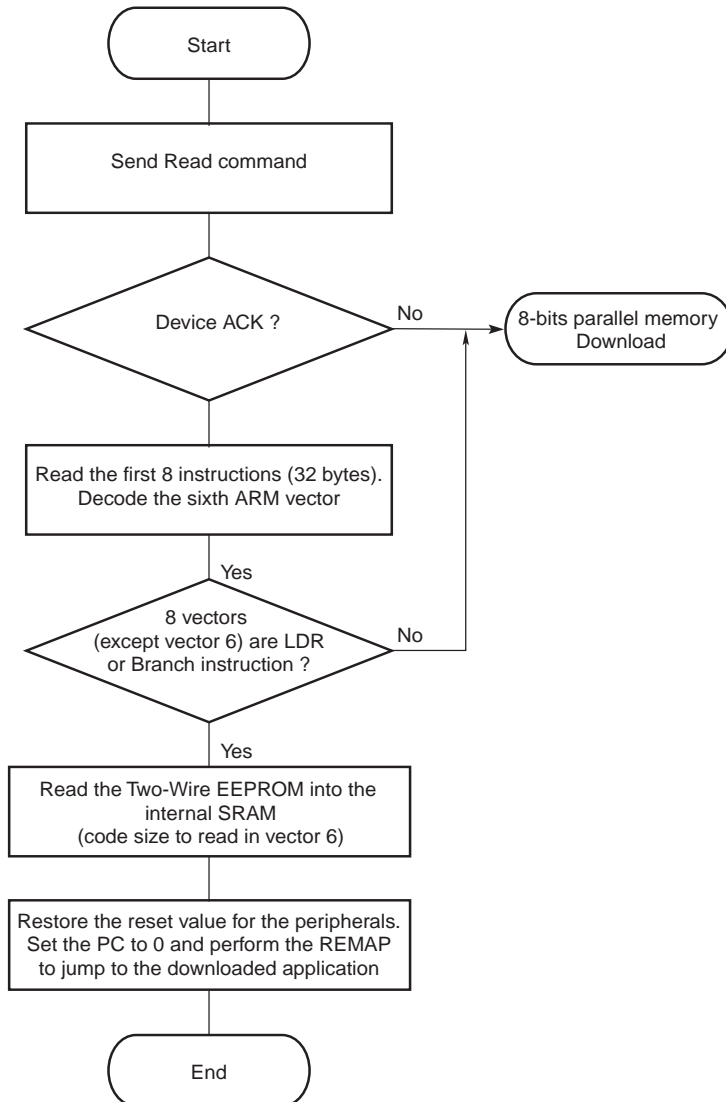 Start
Send Read command
Device ACK ?
No
8-bits parallel memory
Download
Read the first 8 instructions (32 bytes).
Decode the sixth ARM vector
Yes
8 vectors
(except vector 6) are LDR
or Branch instruction ?
No
Yes
Read the Two-Wire EEPROM into the
internal SRAM
(code size to read in vector 6)
Restore the reset value for the peripherals.
Set the PC to 0 and perform the REMAP
to jump to the downloaded application
End